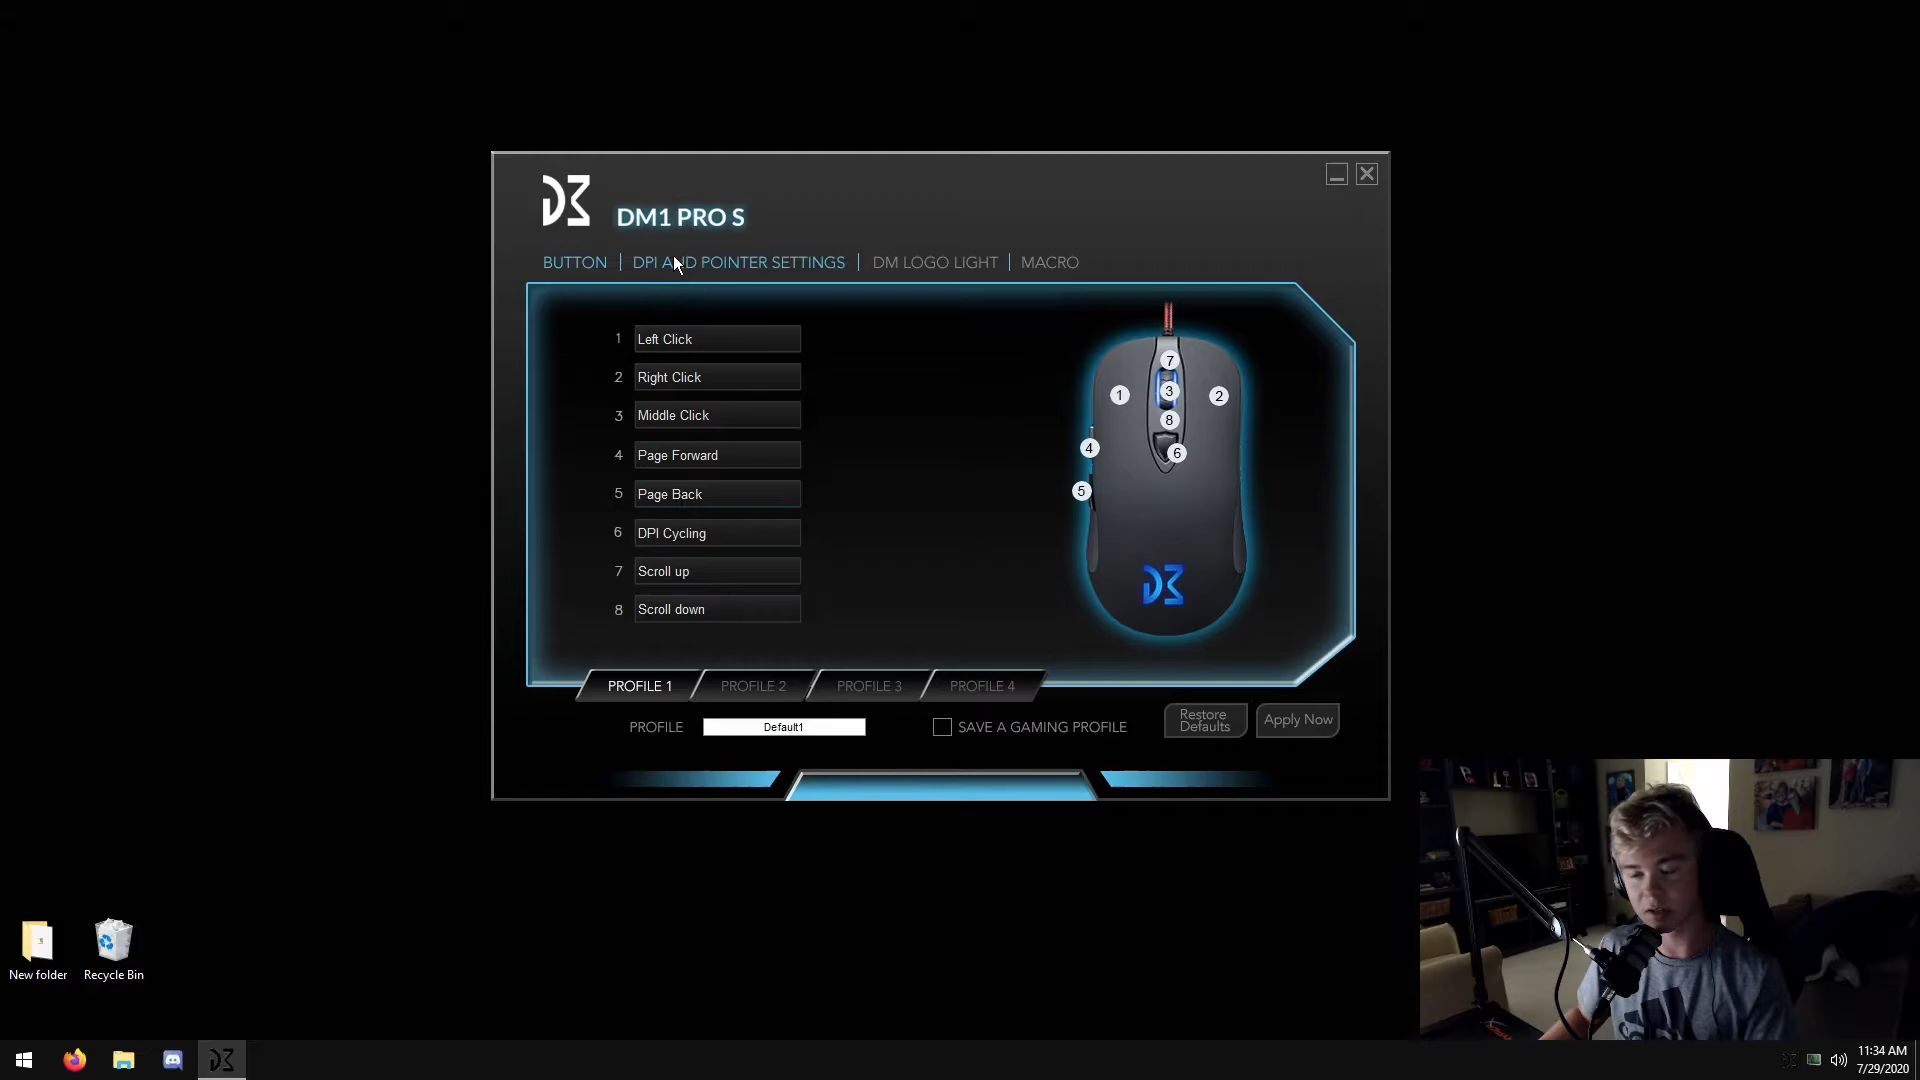 DM1 PRO S
BUTTON | DPI AND POINTER SETTINGS | DM LOGO LIGHT | MACRO
1 Left Click
2 Right Click
3 Middle Click
4 Page Forward
5 Page Back
6 DPI Cycling
7 Scroll up
8 Scroll down
7
1 3 2
8
4 6
5
PROFILE 1 PROFILE 2 PROFILE 3 PROFILE 4
PROFILE Default1 SAVE A GAMING PROFILE
Restore
Defaults
Apply Now
New folder Recycle Bin
11:34 AM
7/29/2020